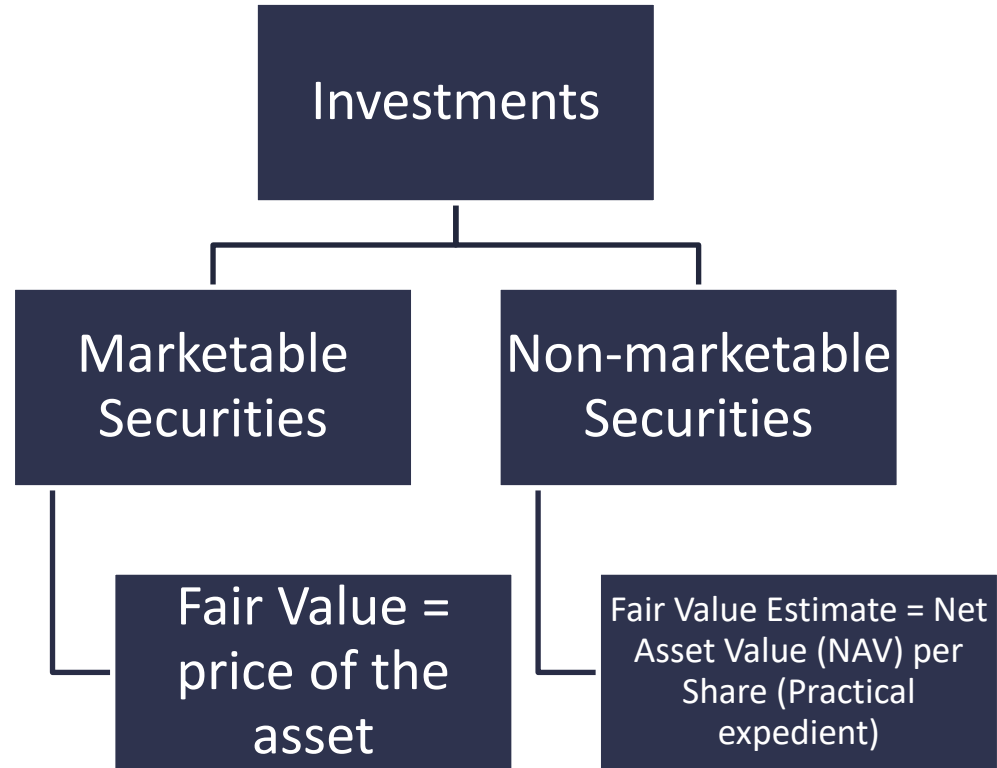 Investments
Marketable
Securities
Non-marketable
Securities
Fair Value =
price of the
asset
Fair Value Estimate = Net
Asset Value (NAV) per
Share (Practical
expedient)